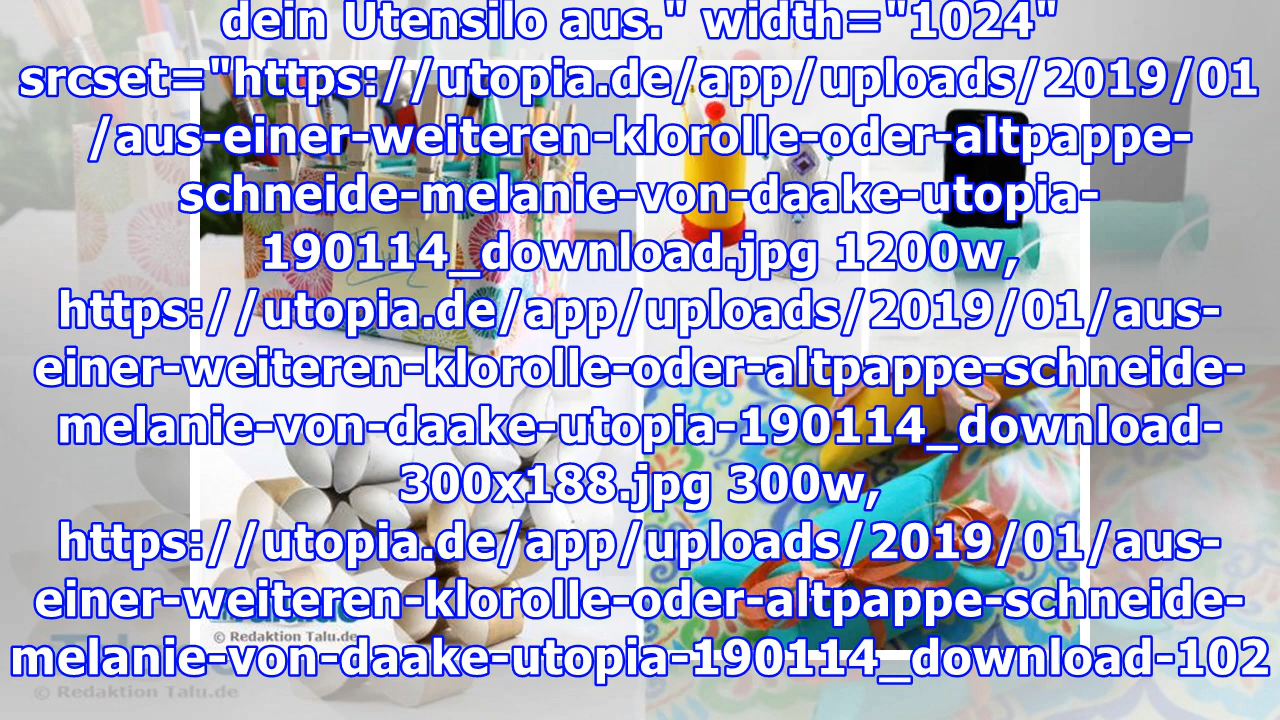 dein Utensilo aus." width="1024"
srcset="https://utopia.de/app/uploads/2019/01
/aus-einer-weiteren-klorolle-oder-altpappe-
schneide-melanie-von-daake-utopia-
190114_download.jpg 1200w,
https://utopia.de/app/uploads/2019/01/aus-
einer-weiteren-klorolle-oder-altpappe-schneide-
melanie-von-daake-utopia-190114_download-
300x188.jpg 300w,
https://utopia.de/app/uploads/2019/01/aus-
einer-weiteren-klorolle-oder-altpappe-schneide-
melanie-von-daake-utopia-190114_download-102
© Redaktion Talu.de
© Redaktion Talu.de